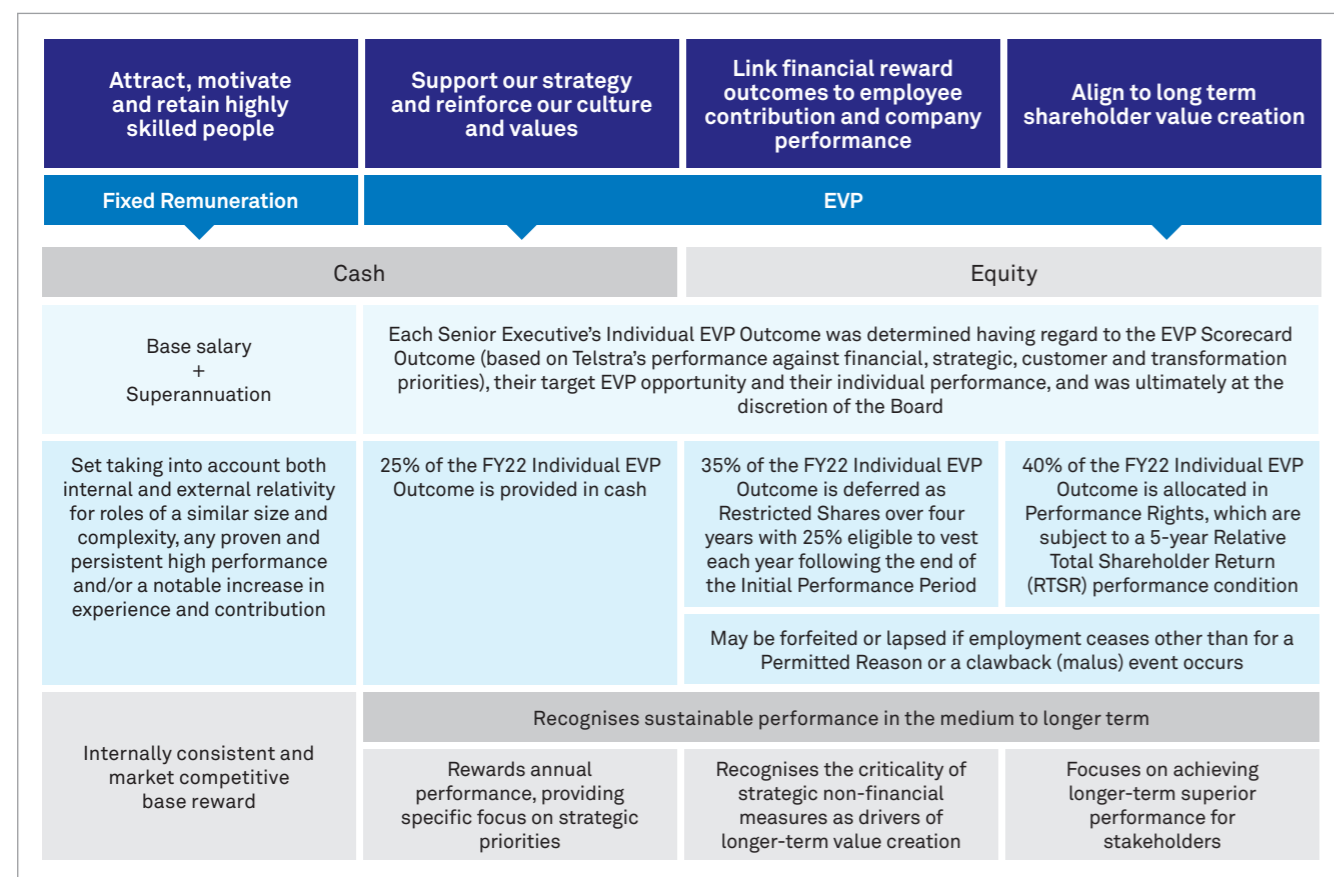 Attract, motivate
and retain highly
skilled people
Support our strategy
and reinforce our culture
and values
Link financial reward
outcomes to employee
contribution and company
performance
Align to long term
shareholder value creation
Fixed Remuneration
EVP
Cash
Equity
Base salary
+
Superannuation
Each Senior Executive's Individual EVP Outcome was determined having regard to the EVP Scorecard
Outcome (based on Telstra's performance against financial, strategic, customer and transformation
priorities), their target EVP opportunity and their individual performance, and was ultimately at the
discretion of the Board
Set taking into account both
internal and external relativity
for roles of a similar size and
complexity, any proven and
persistent high performance
and/or a notable increase in
experience and contribution
25% of the FY22 Individual EVP
Outcome is provided in cash
35% of the FY22 Individual EVP
Outcome is deferred as
Restricted Shares over four
years with 25% eligible to vest
each year following the end of
the Initial Performance Period
40% of the FY22 Individual EVP
Outcome is allocated in
Performance Rights, which are
subject to a 5-year Relative
Total Shareholder Return
(RTSR) performance condition
May be forfeited or lapsed if employment ceases other than for a
Permitted Reason or a clawback (malus) event occurs
Internally consistent and
market competitive
base reward
Recognises sustainable performance in the medium to longer term
Rewards annual
performance, providing
specific focus on strategic
priorities
Recognises the criticality of
strategic non-financial
measures as drivers of
longer-term value creation
Focuses on achieving
longer-term superior
performance for
stakeholders